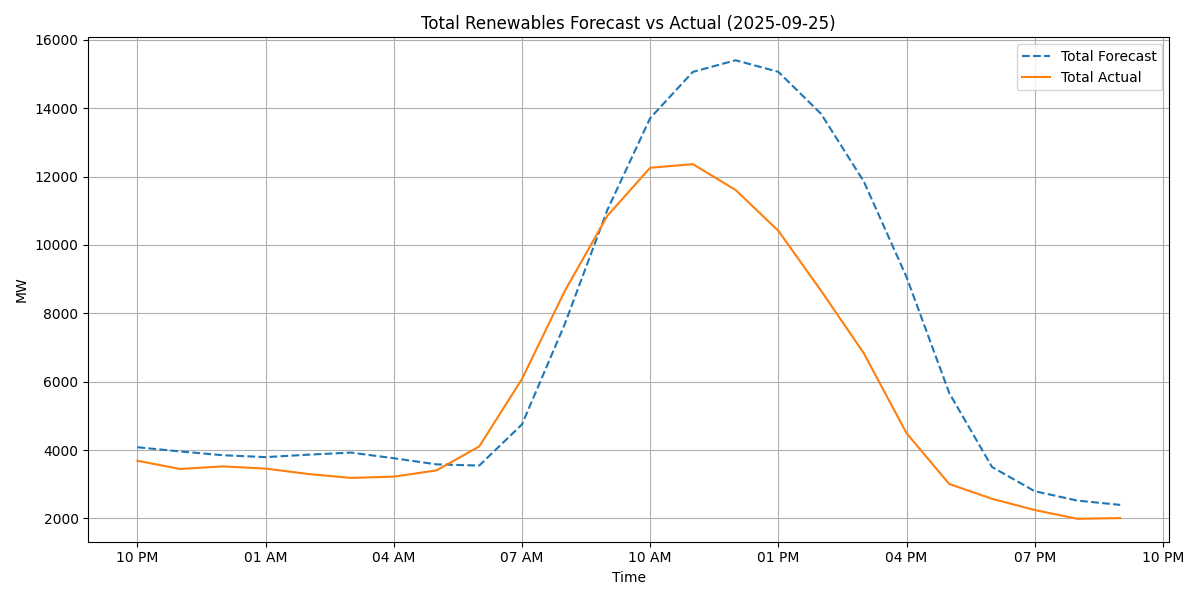 Total Renewables Forecast vs Actual (2025-09-25)
Total Forecast
Total Actual
MW
16000
14000
12000
10000
8000
6000
4000
2000
10 PM 01 AM 04 AM 07 AM 10 AM 01 PM 04 PM 07 PM 10 PM
Time